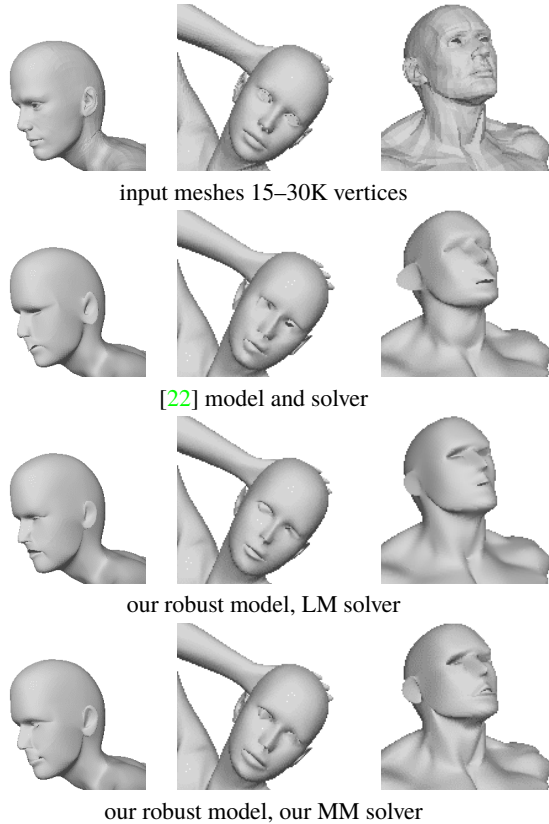 input meshes 15–30K vertices
[22] model and solver
our robust model, LM solver
our robust model, our MM solver